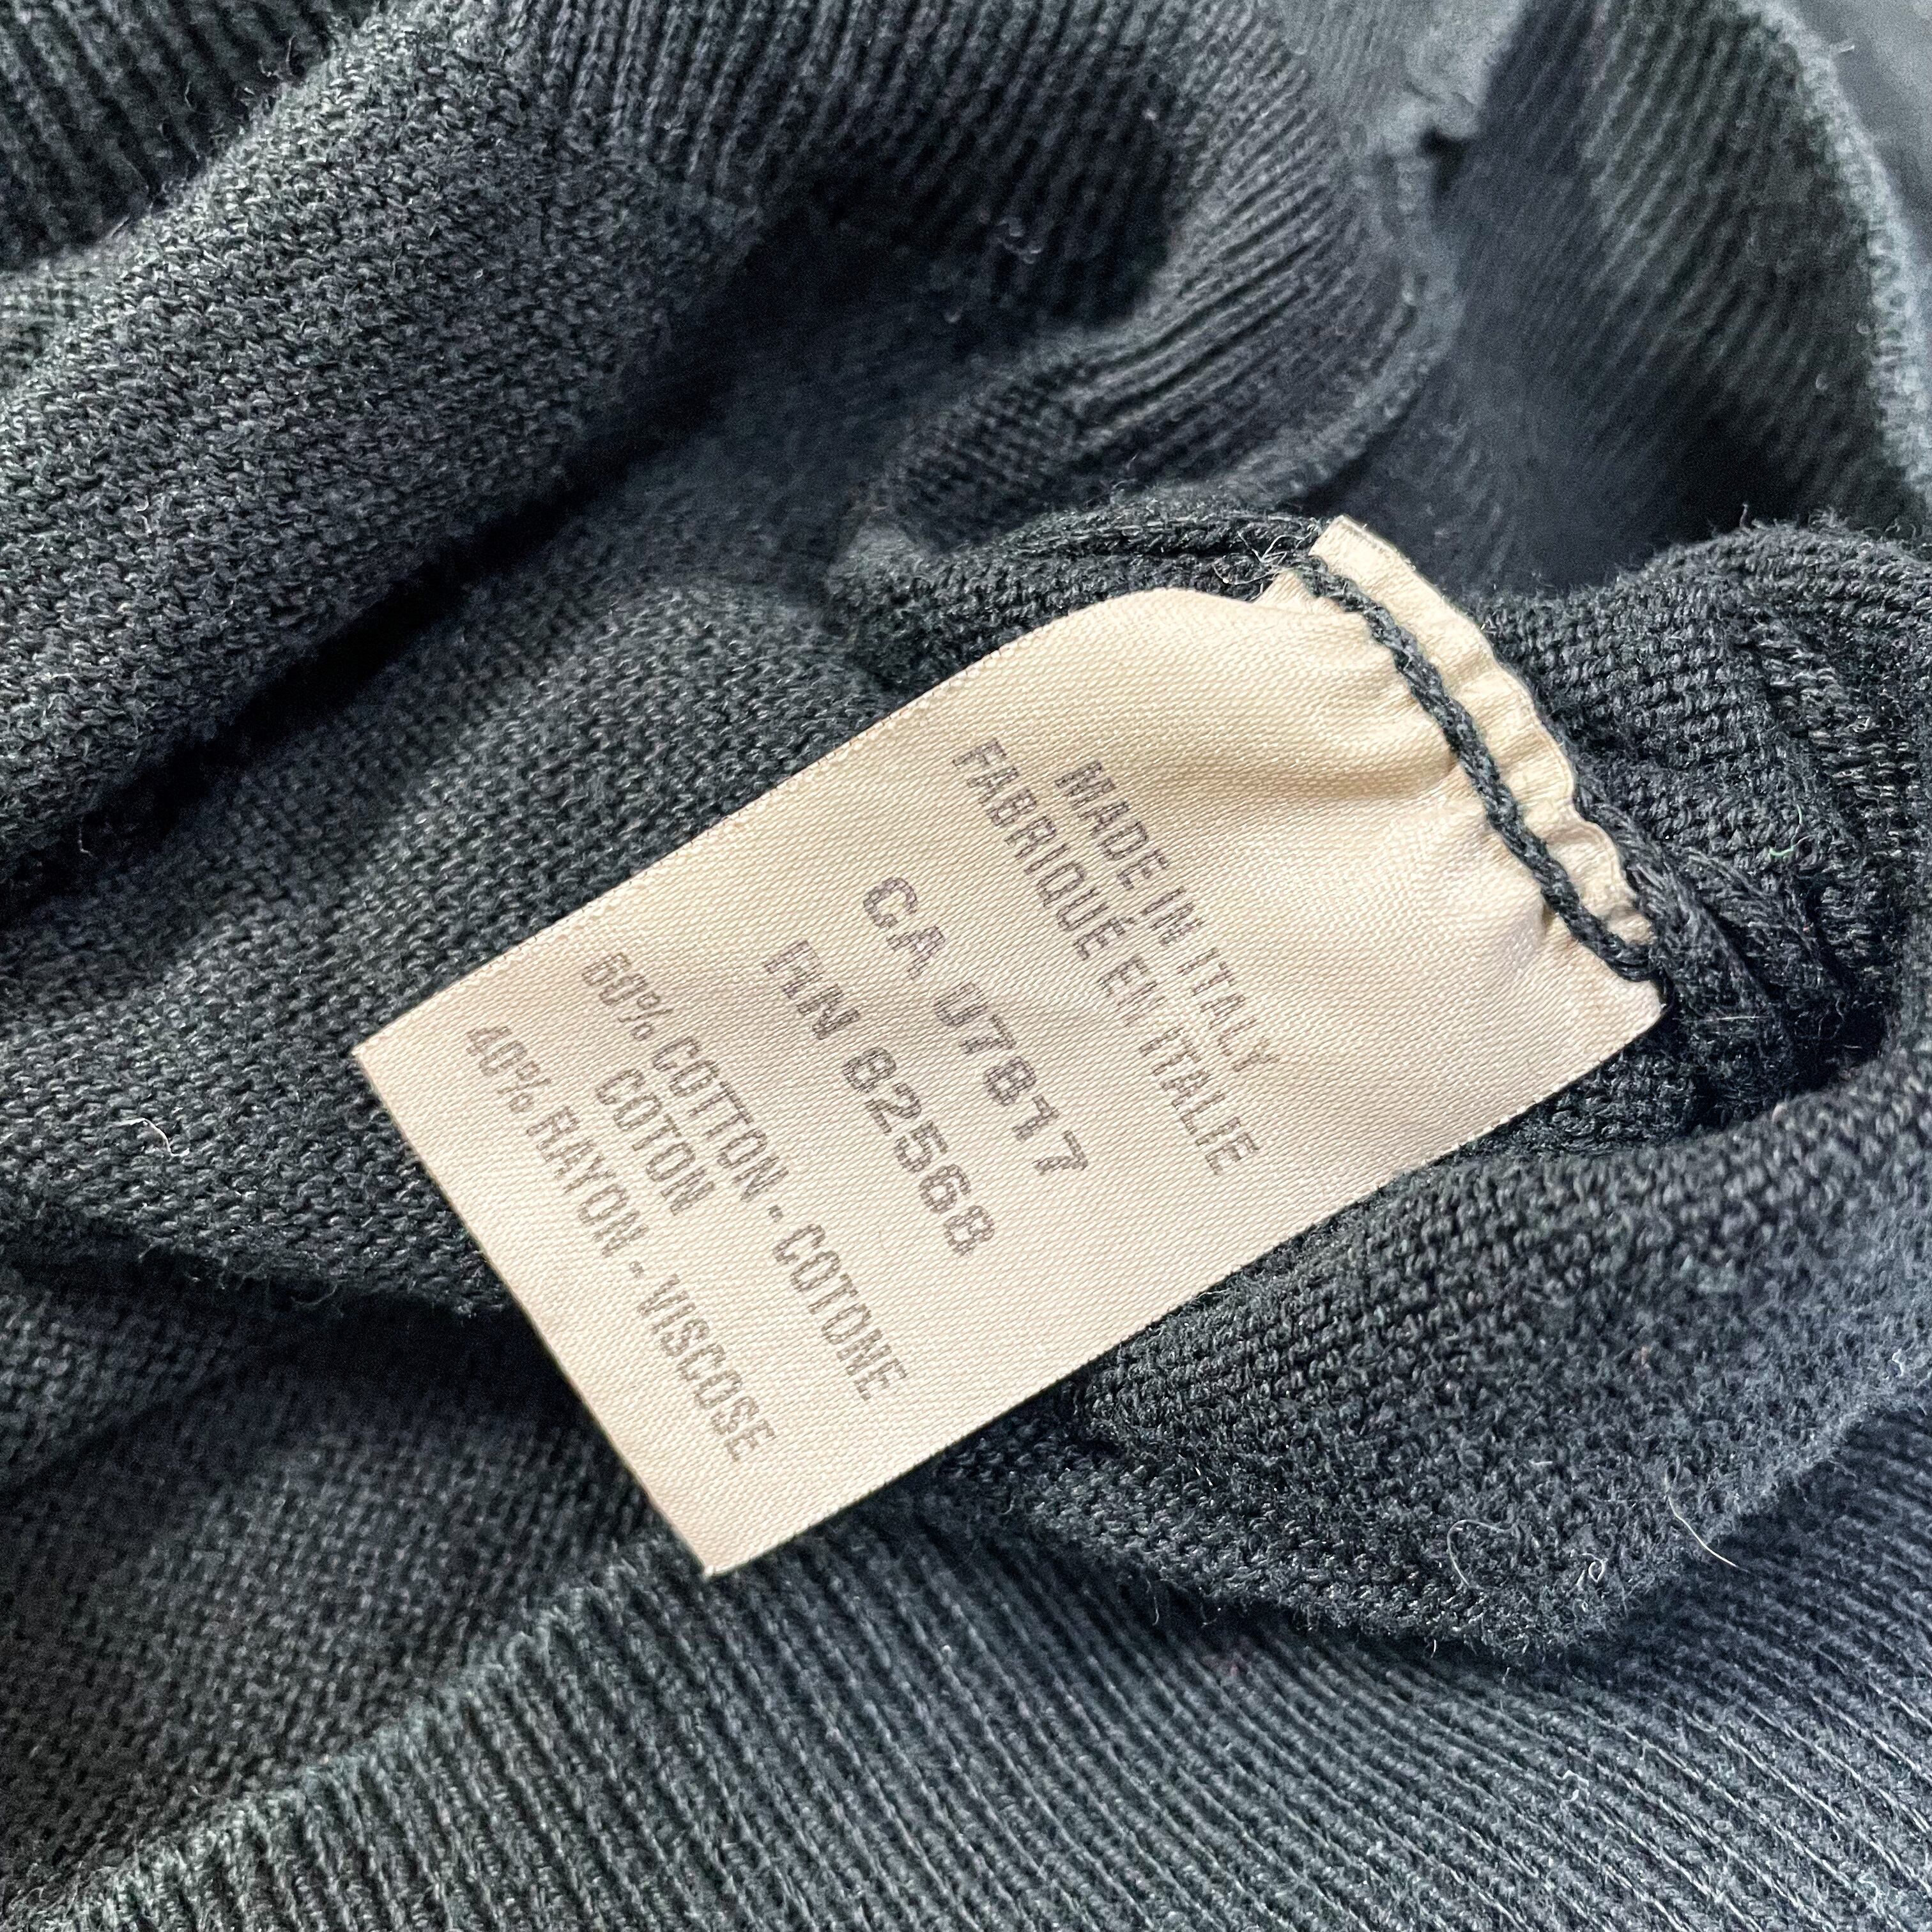 MADE IN ITALY
FABRIQUÉ EN ITALIE
CA 07817
RN 82568
60% COTTON - COTONE
COTON
40% RAYON - VISCOSE